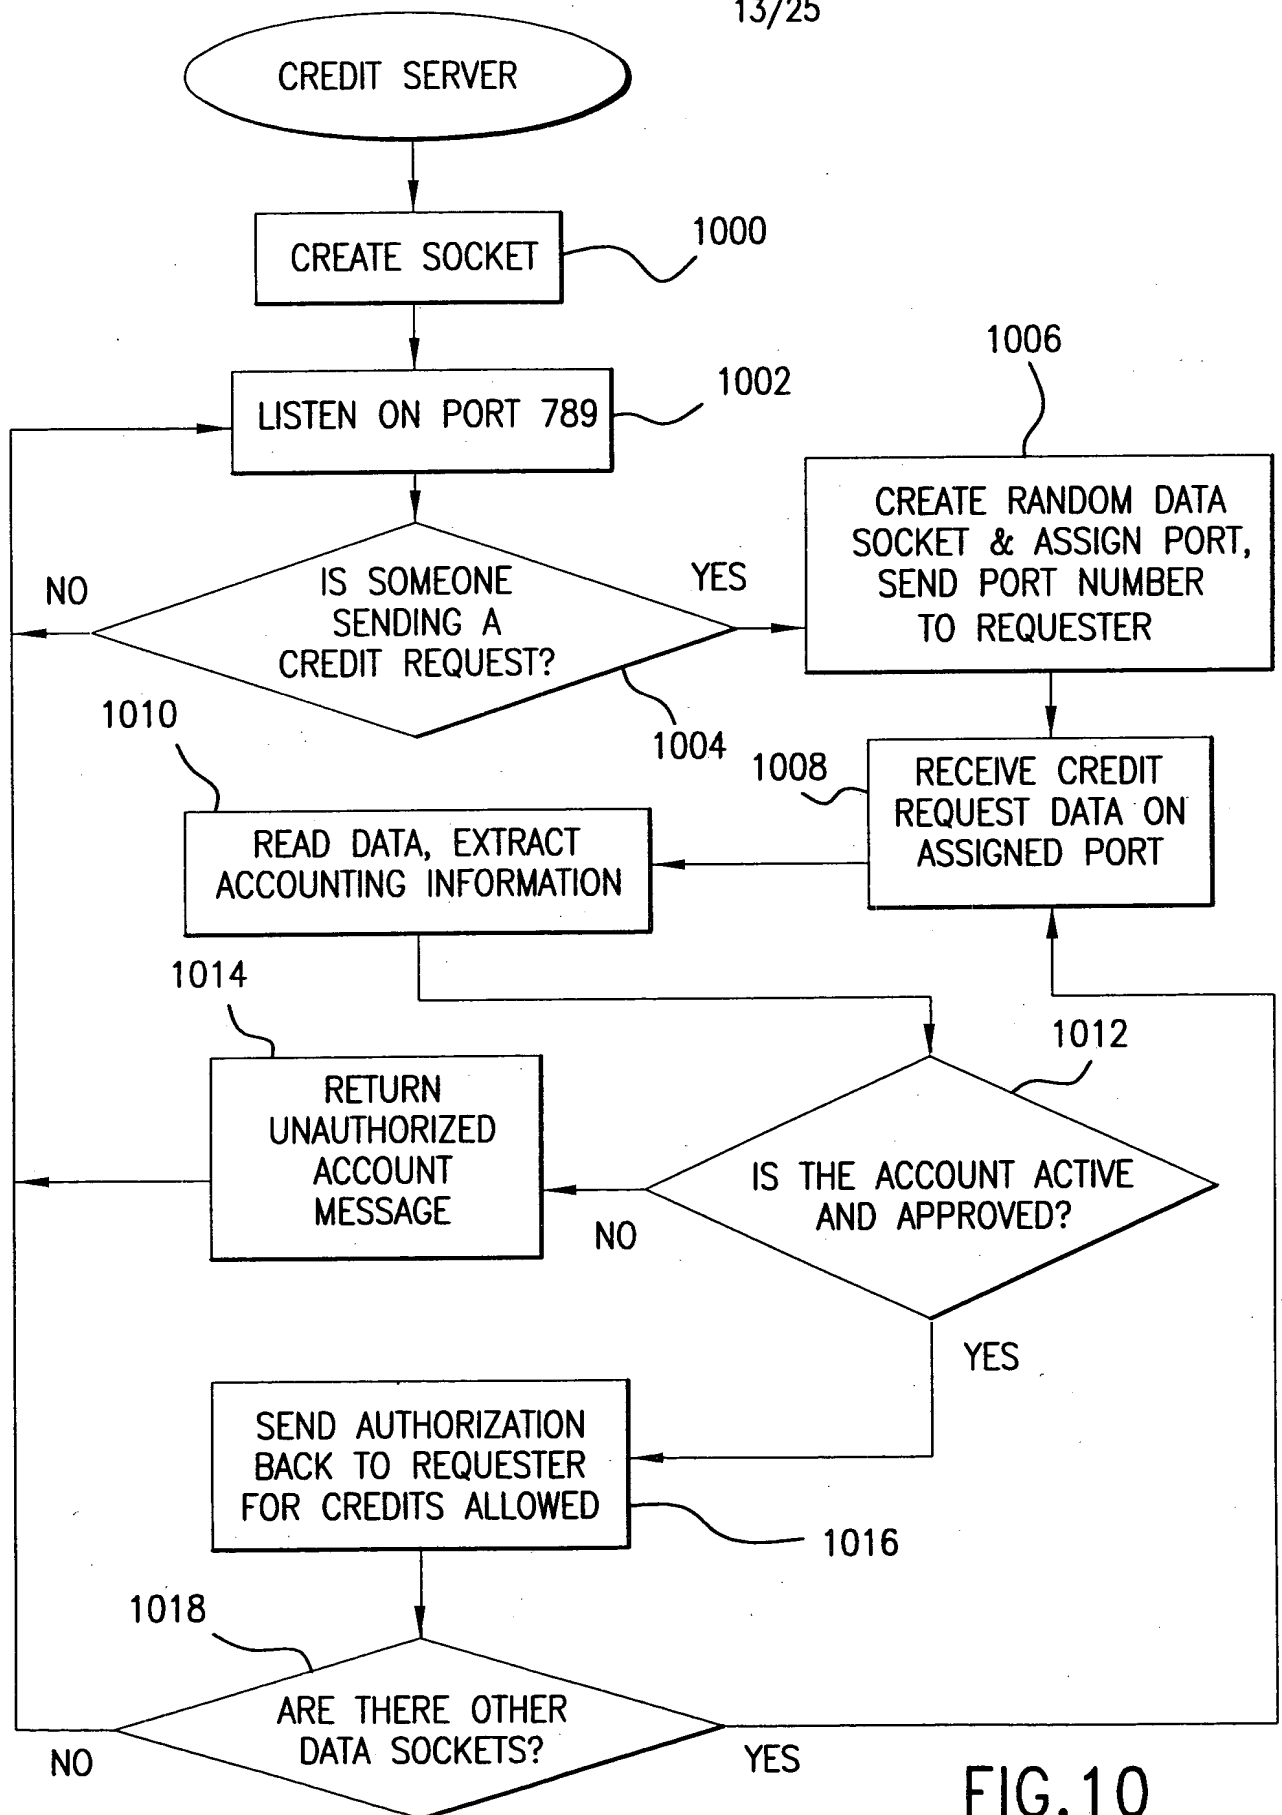 13/25
CREDIT SERVER
CREATE SOCKET
1000
LISTEN ON PORT 789
1002
1006
CREATE RANDOM DATA
SOCKET & ASSIGN PORT,
SEND PORT NUMBER
TO REQUESTER
NO
IS SOMEONE
SENDING A
CREDIT REQUEST?
YES
1004
1010
1008
RECEIVE CREDIT
REQUEST DATA ON
ASSIGNED PORT
READ DATA, EXTRACT
ACCOUNTING INFORMATION
1014
1012
RETURN
UNAUTHORIZED
ACCOUNT
MESSAGE
IS THE ACCOUNT ACTIVE
AND APPROVED?
NO
YES
SEND AUTHORIZATION
BACK TO REQUESTER
FOR CREDITS ALLOWED
1016
1018
ARE THERE OTHER
DATA SOCKETS?
NO
YES
FIG.10